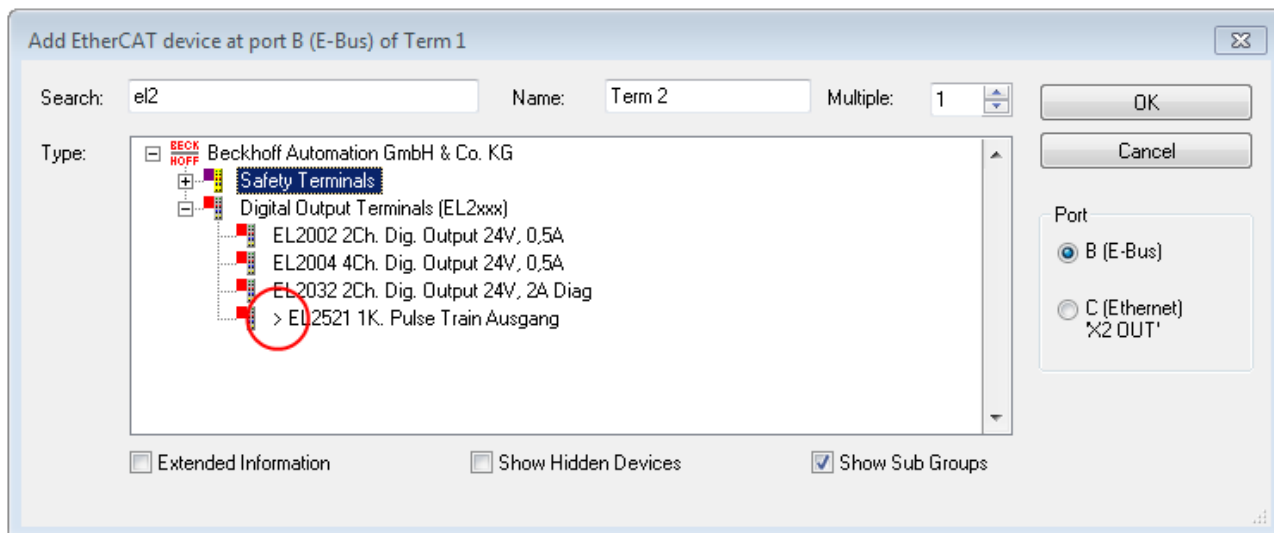 Add EtherCAT device at port B (E-Bus) of Term 1
Search: el2 Name: Term 2 Multiple: 1 OK
Type: BECK HOFF Beckhoff Automation GmbH & Co. KG Cancel
Safety Terminals
Digital Output Terminals (EL2xxx)
EL2002 2Ch. Dig. Output 24V, 0,5A
EL2004 4Ch. Dig. Output 24V, 0,5A
EL2032 2Ch. Dig. Output 24V, 2A Diag
> EL2521 1K. Pulse Train Ausgang
Port
B (E-Bus)
C (Ethernet)
'X2 OUT'
Extended Information Show Hidden Devices Show Sub Groups